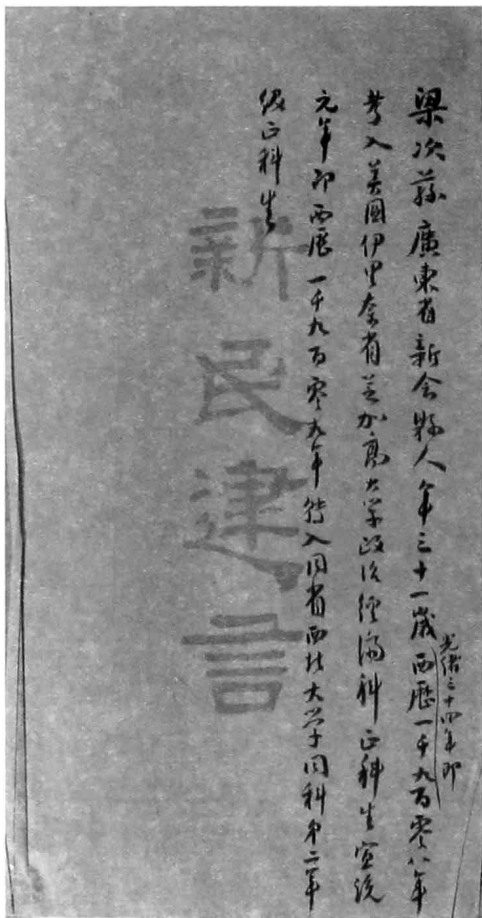 梁次蓀廣東省新會縣人年三十一歲光緒三十四年即西歷一千九百零八年
考入美國伊里奈省芝加高大学政治經濟科正科生宣統
元年即西歷一千九百零九年轉入同省西北大学同科第二年
級正科生
新民建言